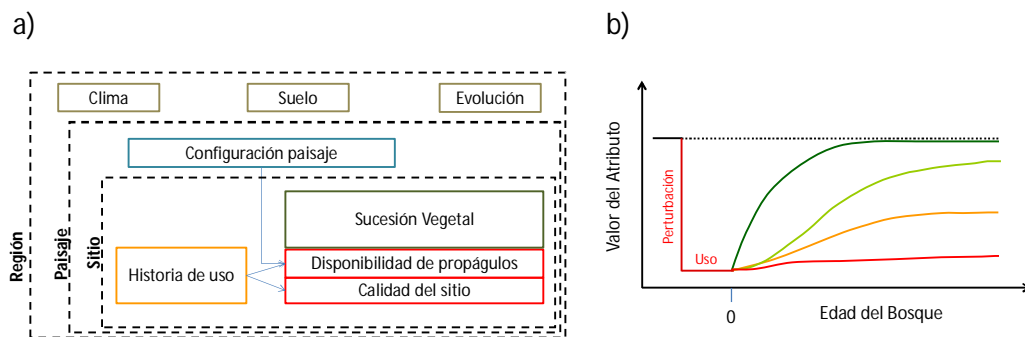 a)
Clima
Suelo
Evolución
Configuración paisaje
Sucesión Vegetal
Historia de uso
Disponibilidad de propágulos
Calidad del sitio
Región
Paisaje
Sitio
b)
Valor del Atributo
Perturbación
Uso
0
Edad del Bosque